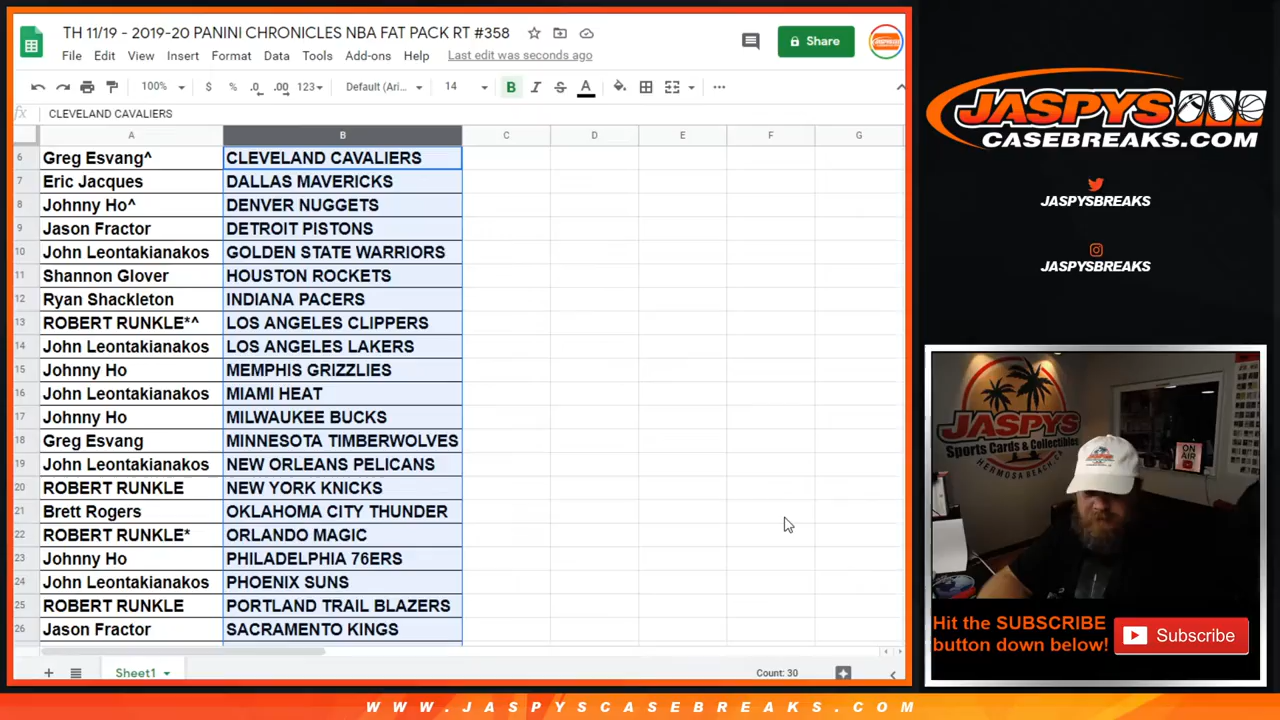 TH 11/19 - 2019-20 PANINI CHRONICLES NBA FAT PACK RT #358
File Edit View Insert Format Data Tools Add-ons Help Last edit was seconds ago
Share
100% $ % .0 .00 123 Default (Ari... 14 B I S A
fx CLEVELAND CAVALIERS
A B C D E F G
6 Greg Esvang^ CLEVELAND CAVALIERS
7 Eric Jacques DALLAS MAVERICKS
8 Johnny Ho^ DENVER NUGGETS
9 Jason Fractor DETROIT PISTONS
10 John Leontakianakos GOLDEN STATE WARRIORS
11 Shannon Glover HOUSTON ROCKETS
12 Ryan Shackleton INDIANA PACERS
13 ROBERT RUNKLE*^ LOS ANGELES CLIPPERS
14 John Leontakianakos LOS ANGELES LAKERS
15 Johnny Ho MEMPHIS GRIZZLIES
16 John Leontakianakos MIAMI HEAT
17 Johnny Ho MILWAUKEE BUCKS
18 Greg Esvang MINNESOTA TIMBERWOLVES
19 John Leontakianakos NEW ORLEANS PELICANS
20 ROBERT RUNKLE NEW YORK KNICKS
21 Brett Rogers OKLAHOMA CITY THUNDER
22 ROBERT RUNKLE* ORLANDO MAGIC
23 Johnny Ho PHILADELPHIA 76ERS
24 John Leontakianakos PHOENIX SUNS
25 ROBERT RUNKLE PORTLAND TRAIL BLAZERS
26 Jason Fractor SACRAMENTO KINGS
Sheet1
Count: 30
JASPYS
CASEBREAKS.COM
JASPYSBREAKS
JASPYSBREAKS
JASPYS
Sports Cards & Collectibles
HERMOSA BEACH, CA
ON
AIR
Hit the SUBSCRIBE
button down below!
Subscribe
WWW.JASPYSCASEBREAKS.COM